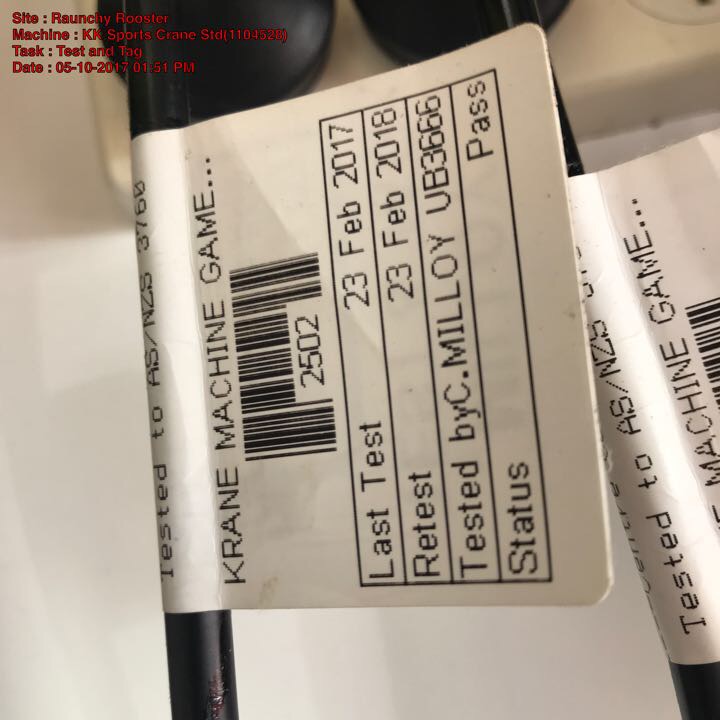 Site : Raunchy Rooster
Machine : KK Sports Crane Std(1104528)
Task : Test and Tag
Date : 05-10-2017 01:51 PM
Tested to AS/NZS 3760
KRANE MACHINE GAME...
2502
Last Test 23 Feb 2017
Retest 23 Feb 2018
Tested byC.MILLOY UB3666
Status Pass
Tested to AS/NZS
MACHINE GAME...